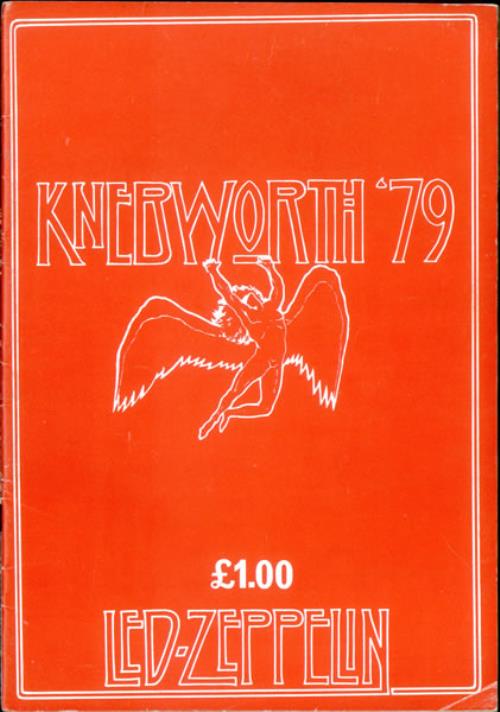 KNEBWORTH '79
£1.00
LED-ZEPPELIN